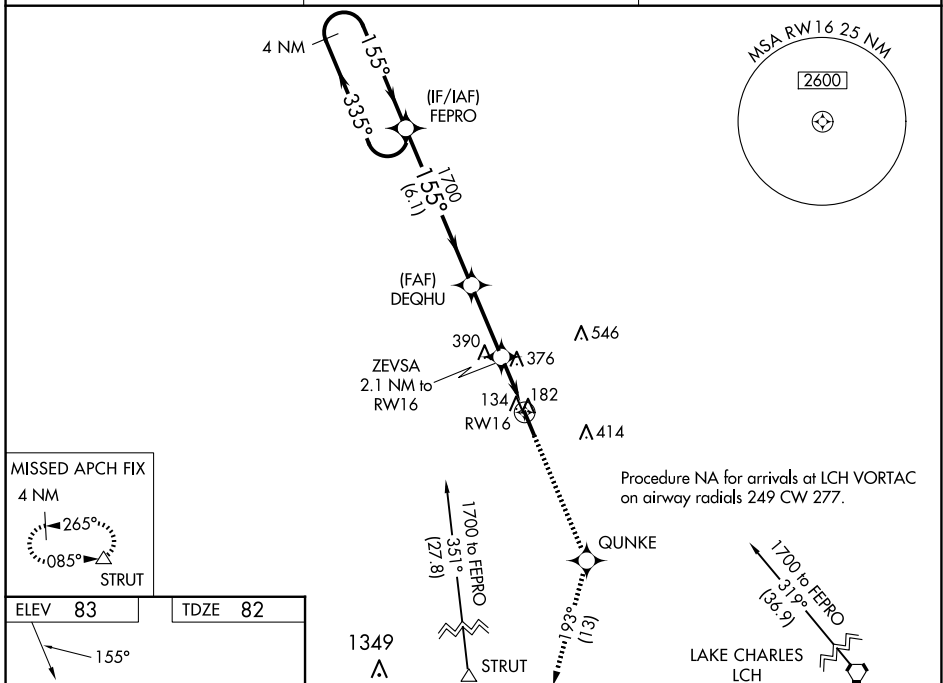 4 NM
155°
335°
(IF/IAF)
FEPRO
MSA RW16 25 NM
2600
1700
155°
(6.1)
(FAF)
DEQHU
546
390
376
ZEVSA
2.1 NM to
RW16
134
182
RW16
414
Procedure NA for arrivals at LCH VORTAC
on airway radials 249 CW 277.
MISSED APCH FIX
4 NM
265°
085°
STRUT
1700 to FEPRO
351°
(27.8)
QUNKE
193°
(13)
1700 to FEPRO
319°
(36.9)
ELEV 83
TDZE 82
155°
1349
STRUT
LAKE CHARLES
LCH